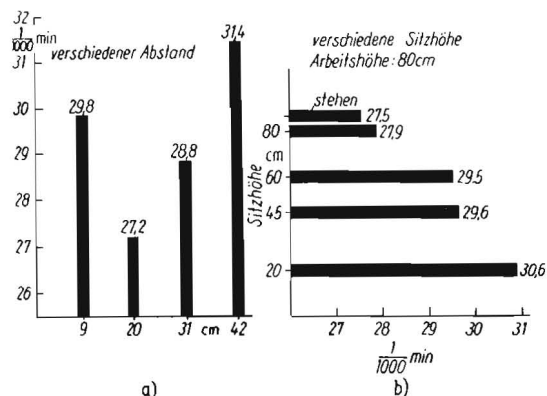 32
1/1000 min
verschiedener Abstand
31,4
31
30
29,8
29
28,8
28
27,2
27
26
9 20 31 cm 42
a)
verschiedene Sitzhöhe
Arbeitshöhe: 80cm
stehen
27,5
80
27,9
cm
60
29,5
Sitzhöhe
45
29,6
20
30,6
27 28 29 30 31
1/1000 min
b)